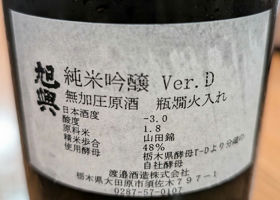 旭興
純米吟醸 Ver.D
無加圧原酒 瓶燗火入れ
日本酒度 -3.0
酸度 1.8
原料米 山田錦
精米歩合 48%
使用酵母 栃木県酵母T-Dより分離の
自社酵母
渡邉酒造株式会社
栃木県大田原市須佐木797-1
0287-57-0107